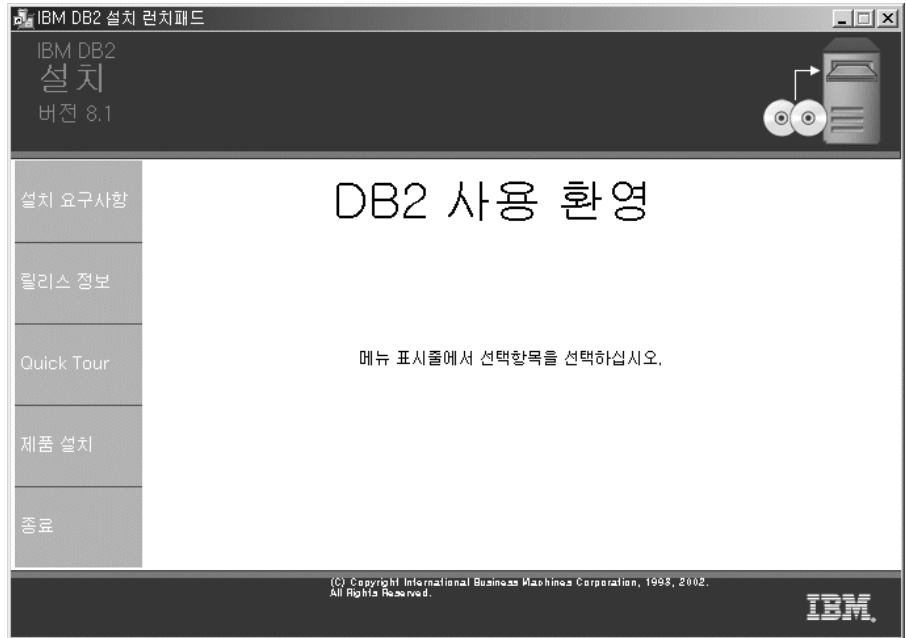 IBM DB2 설치 런치패드
IBM DB2
설치
버전 8.1
설치 요구사항
릴리스 정보
Quick Tour
제품 설치
종료
DB2 사용 환영
메뉴 표시줄에서 선택항목을 선택하십시오.
(C) Copyright International Business Machines Corporation, 1993, 2002.
All Rights Reserved.
IBM.